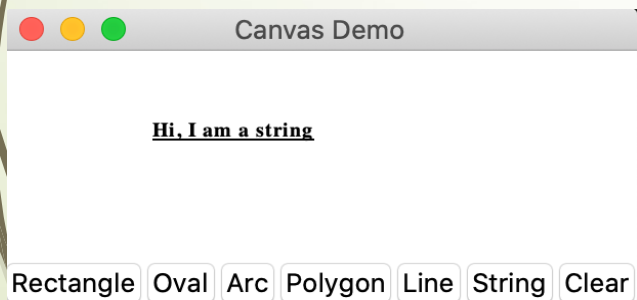 Canvas Demo
Hi, I am a string
Rectangle Oval Arc Polygon Line String Clear